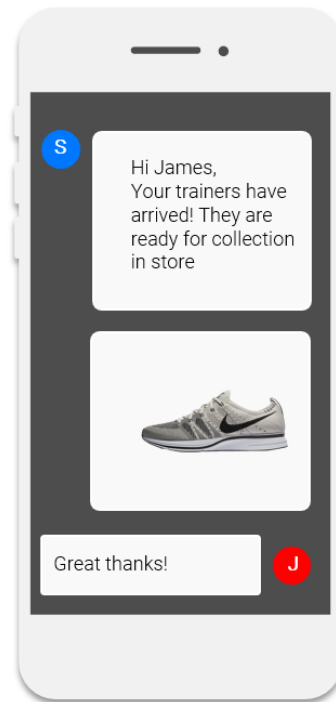 S
Hi James,
Your trainers have
arrived! They are
ready for collection
in store
Great thanks!
J